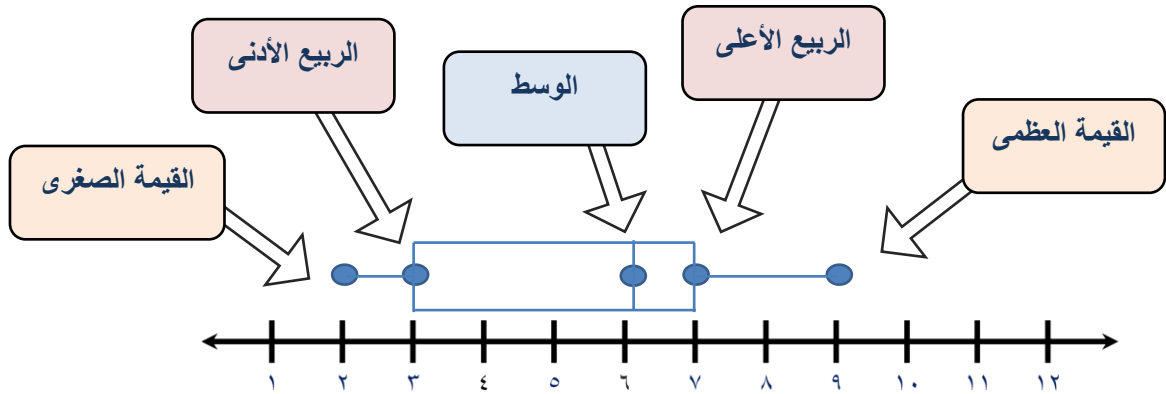 الربيع الأعلى
الربيع الأدنى
الوسط
القيمة العظمى
القيمة الصغرى
١ ٢ ٣ ٤ ٥ ٦ ٧ ٨ ٩ ١٠ ١١ ١٢